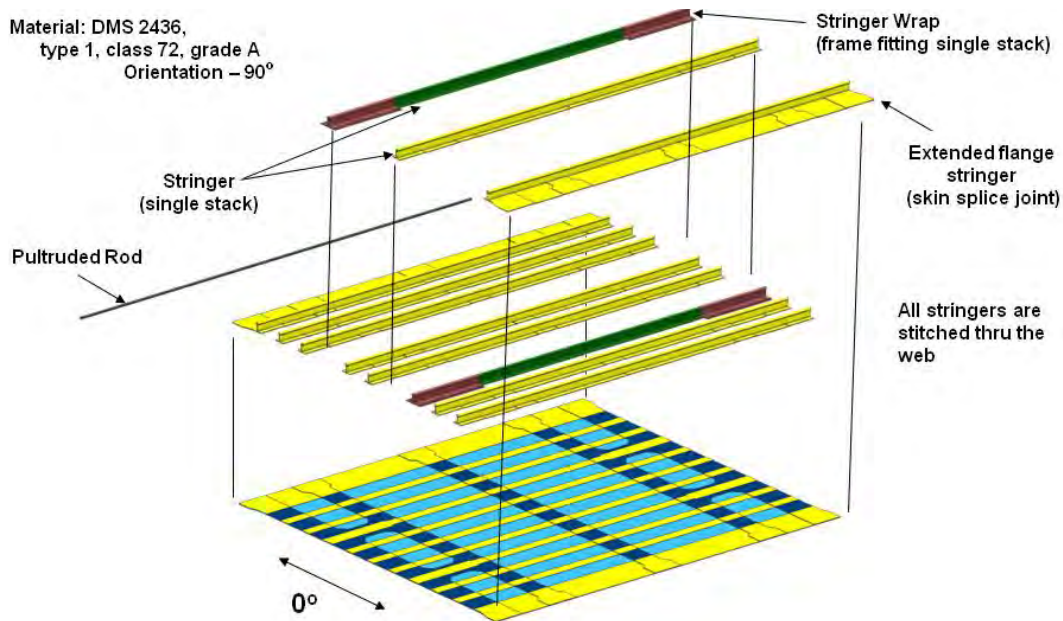 Material: DMS 2436,
type 1, class 72, grade A
Orientation – 90°
Stringer Wrap
(frame fitting single stack)
Stringer
(single stack)
Extended flange
stringer
(skin splice joint)
Pultruded Rod
All stringers are
stitched thru the
web
0°